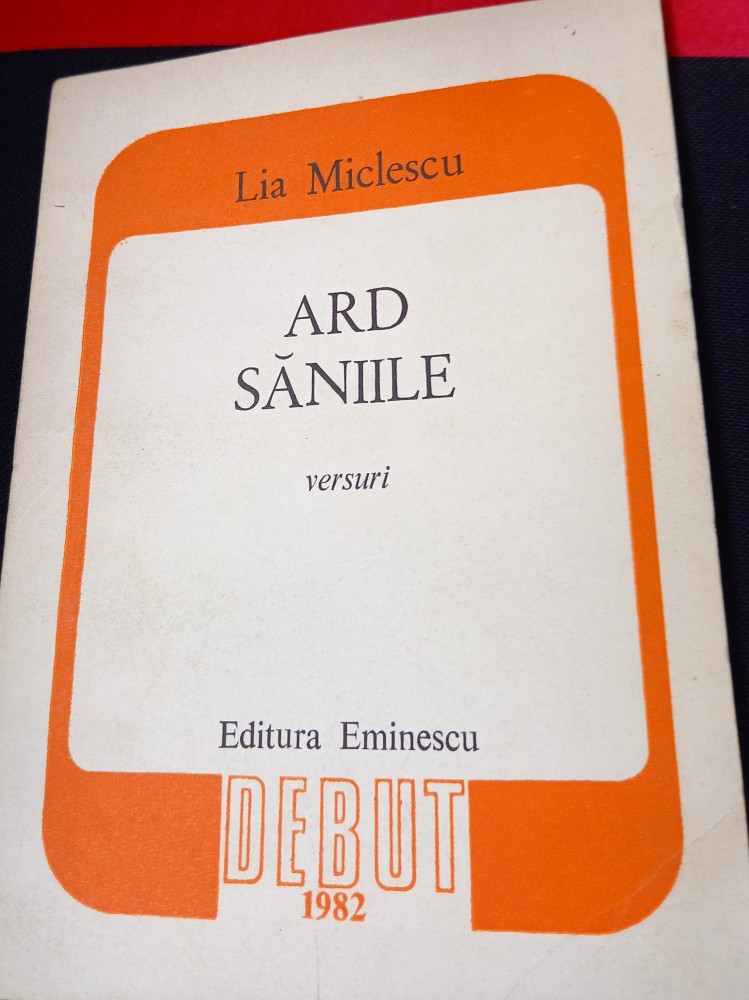 Lia Miclescu
ARD
SĂNIILE
versuri
Editura Eminescu
DEBUT
1982